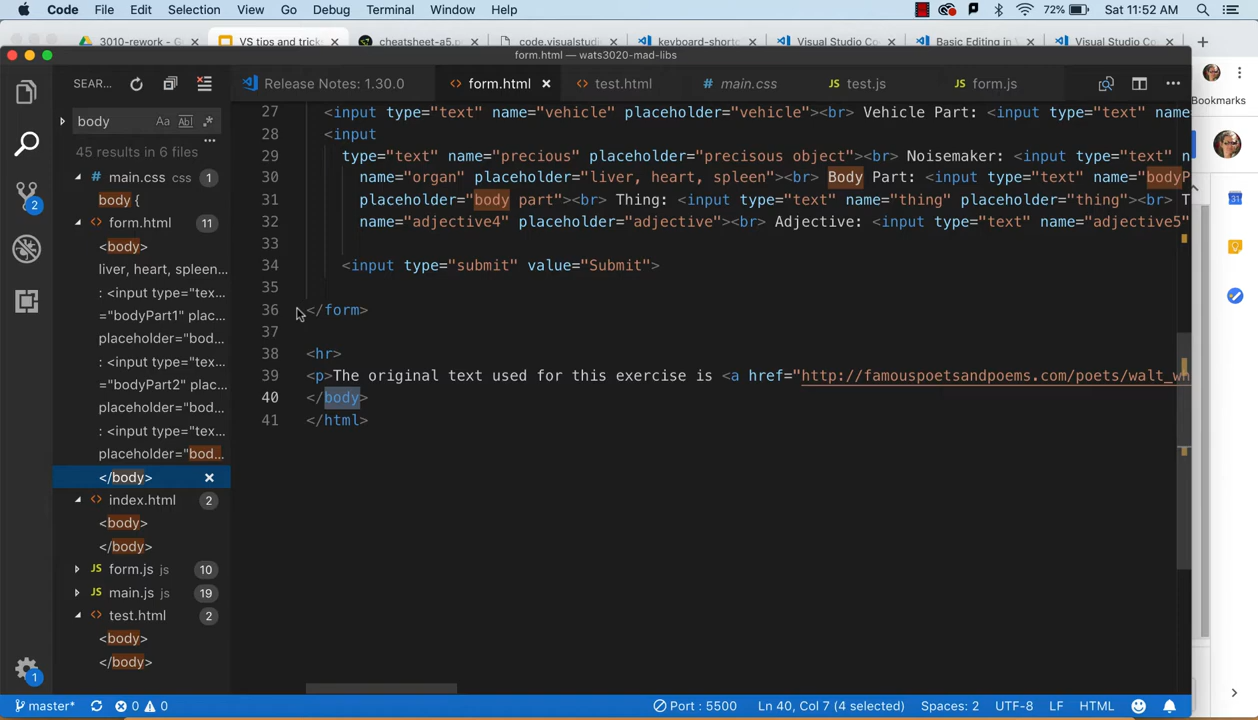 Code File Edit Selection View Go Debug Terminal Window Help 72% Sat 11:52 AM
3010-rework - G
VS tips and trick
cheatsheet-a5.p
code.visualstudi
keyboard-shortc
Visual Studio Co
Basic Editing in V
Visual Studio Co
form.html — wats3020-mad-libs
SEAR...
Release Notes: 1.30.0
form.html
test.html
main.css
test.js
form.js
Bookmarks
body
Aa
Abl
45 results in 6 files
main.css css 1
body {
form.html 11
<body>
liver, heart, spleen...
: <input type="tex...
="bodyPart1" plac...
placeholder="bod...
: <input type="tex...
="bodyPart2" plac...
placeholder="bod...
: <input type="tex...
placeholder="bod...
</body>
index.html 2
<body>
</body>
form.js js 10
main.js js 19
test.html 2
<body>
</body>
2
1
27 <input type="text" name="vehicle" placeholder="vehicle"><br> Vehicle Part: <input type="text" name
28 <input
29 type="text" name="precious" placeholder="precisous object"><br> Noisemaker: <input type="text" n
30 name="organ" placeholder="liver, heart, spleen"><br> Body Part: <input type="text" name="bodyP
31 placeholder="body part"><br> Thing: <input type="text" name="thing" placeholder="thing"><br> T
32 name="adjective4" placeholder="adjective"><br> Adjective: <input type="text" name="adjective5"
33
34 <input type="submit" value="Submit">
35
36 </form>
37
38 <hr>
39 <p>The original text used for this exercise is <a href="http://famouspoetsandpoems.com/poets/walt_wh
40 </body>
41 </html>
31
master* 0 0 Port : 5500 Ln 40, Col 7 (4 selected) Spaces: 2 UTF-8 LF HTML